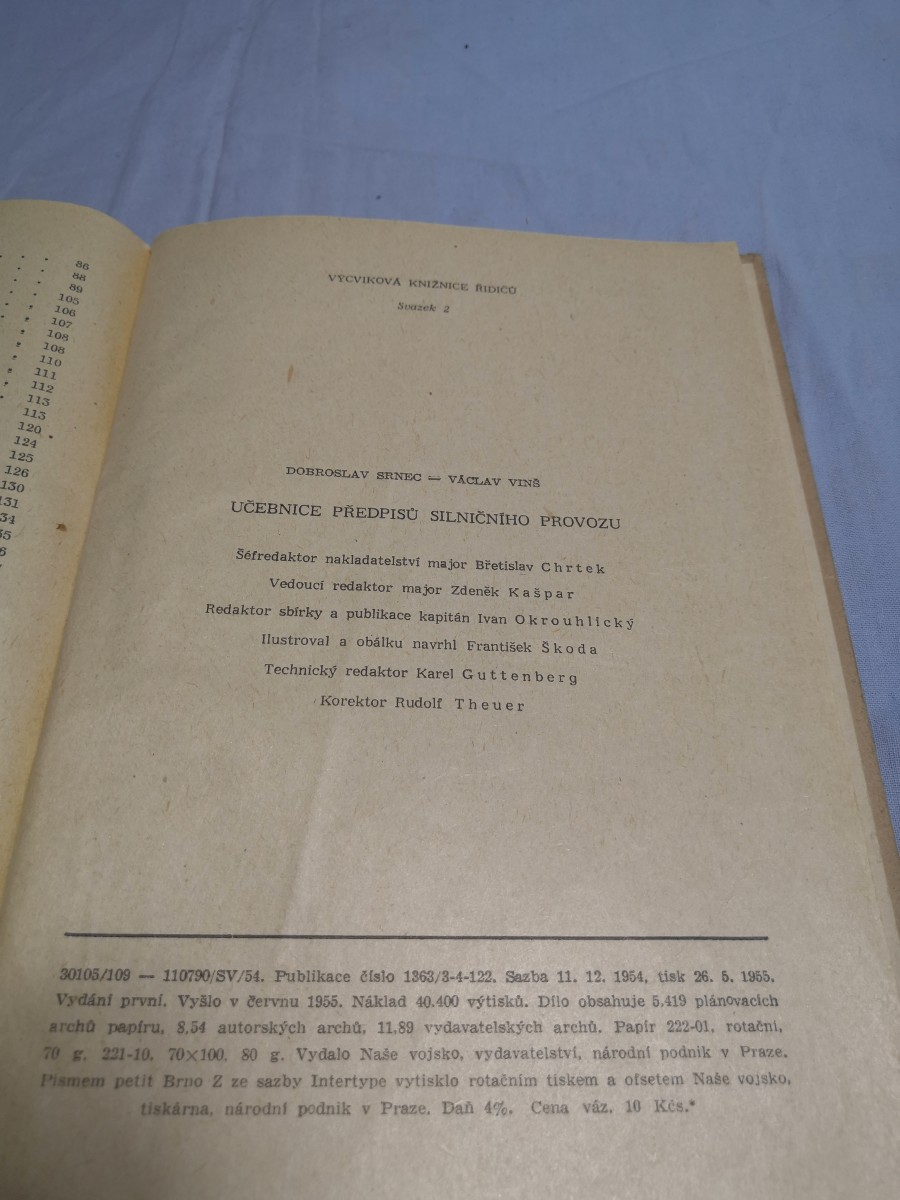 86
88
89
105
106
107
108
108
110
111
112
113
113
120
124
125
126
130
131
34
35
6
VÝCVIKOVÁ KNIŽNICE ŘIDIČŮ
Svazek 2
DOBROSLAV SRNEC — VÁCLAV VINŠ
UČEBNICE PŘEDPISŮ SILNIČNÍHO PROVOZU
Šéfredaktor nakladatelství major Břetislav Chrtek
Vedoucí redaktor major Zdeněk Kašpar
Redaktor sbírky a publikace kapitán Ivan Okrouhlický
Ilustroval a obálku navrhl František Škoda
Technický redaktor Karel Guttenberg
Korektor Rudolf Theuer
30105/109 — 110790/SV/54. Publikace číslo 1363/3-4-122. Sazba 11. 12. 1954, tisk 26. 5. 1955.
Vydání první. Vyšlo v červnu 1955. Náklad 40.400 výtisků. Dílo obsahuje 5,419 plánovacích
archů papíru, 8,54 autorských archů, 11,89 vydavatelských archů. Papír 222-01, rotační,
70 g, 221-10, 70×100, 80 g. Vydalo Naše vojsko, vydavatelství, národní podnik v Praze.
Písmem petit Brno Z ze sazby Intertype vytisklo rotačním tiskem a ofsetem Naše vojsko,
tiskárna, národní podnik v Praze. Daň 4%. Cena váz. 10 Kčs.*